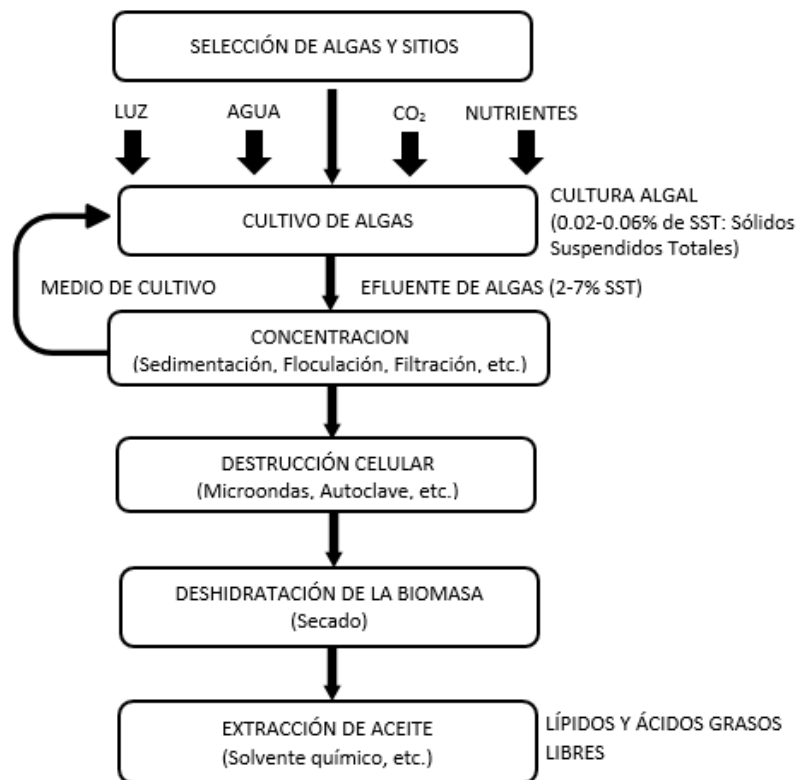 SELECCIÓN DE ALGAS Y SITIOS
LUZ
AGUA
CO₂
NUTRIENTES
CULTIVO DE ALGAS
CULTURA ALGAL
(0.02-0.06% de SST: Sólidos
Suspendidos Totales)
MEDIO DE CULTIVO
EFLUENTE DE ALGAS (2-7% SST)
CONCENTRACION
(Sedimentación, Floculación, Filtración, etc.)
DESTRUCCIÓN CELULAR
(Microondas, Autoclave, etc.)
DESHIDRATACIÓN DE LA BIOMASA
(Secado)
EXTRACCIÓN DE ACEITE
(Solvente químico, etc.)
LÍPIDOS Y ÁCIDOS GRASOS
LIBRES